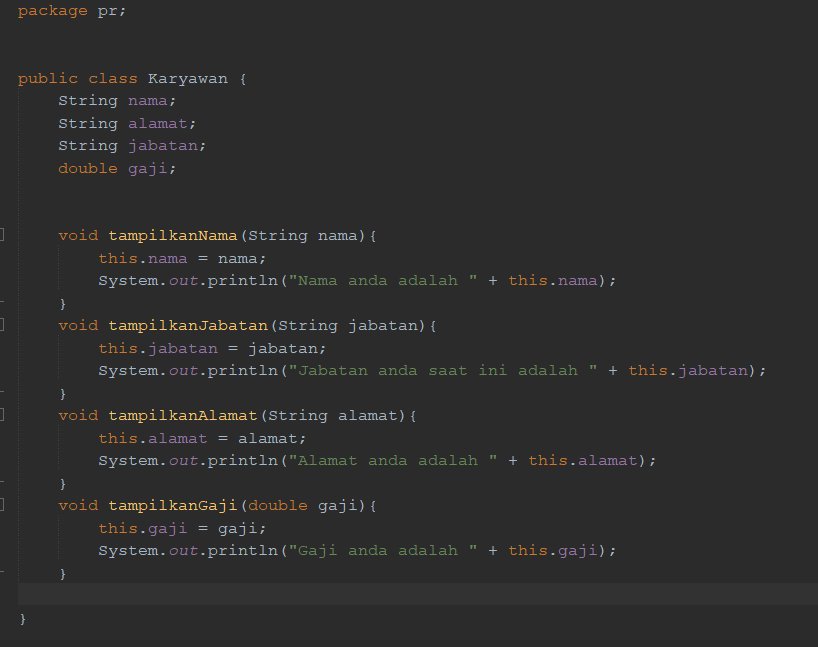 package pr;
public class Karyawan {
String nama;
String alamat;
String jabatan;
double gaji;
void tampilkanNama(String nama){
this.nama = nama;
System.out.println("Nama anda adalah " + this.nama);
}
void tampilkanJabatan(String jabatan){
this.jabatan = jabatan;
System.out.println("Jabatan anda saat ini adalah " + this.jabatan);
}
void tampilkanAlamat(String alamat){
this.alamat = alamat;
System.out.println("Alamat anda adalah " + this.alamat);
}
void tampilkanGaji(double gaji){
this.gaji = gaji;
System.out.println("Gaji anda adalah " + this.gaji);
}
}